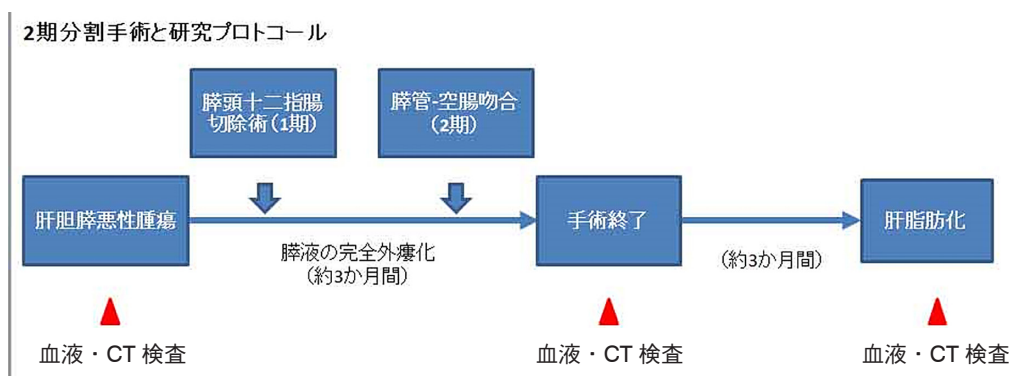 2期分割手術と研究プロトコール
膵頭十二指腸
切除術(1期)
膵管-空腸吻合
(2期)
肝胆膵悪性腫瘍
手術終了
肝脂肪化
膵液の完全外瘻化
(約3か月間)
(約3か月間)
血液・CT 検査
血液・CT 検査
血液・CT 検査